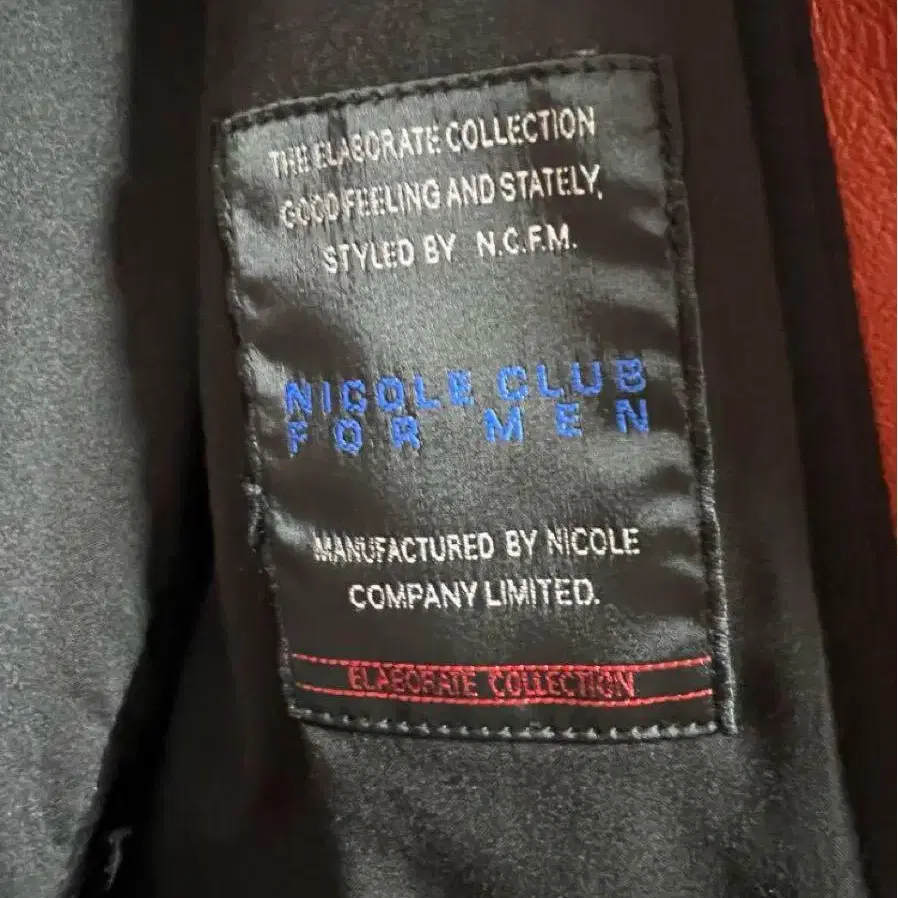 THE ELABORATE COLLECTION
GOOD FEELING AND STATELY,
STYLED BY N.C.F.M.
NICOLE CLUB
FOR MEN
MANUFACTURED BY NICOLE
COMPANY LIMITED.
ELABORATE COLLECTION